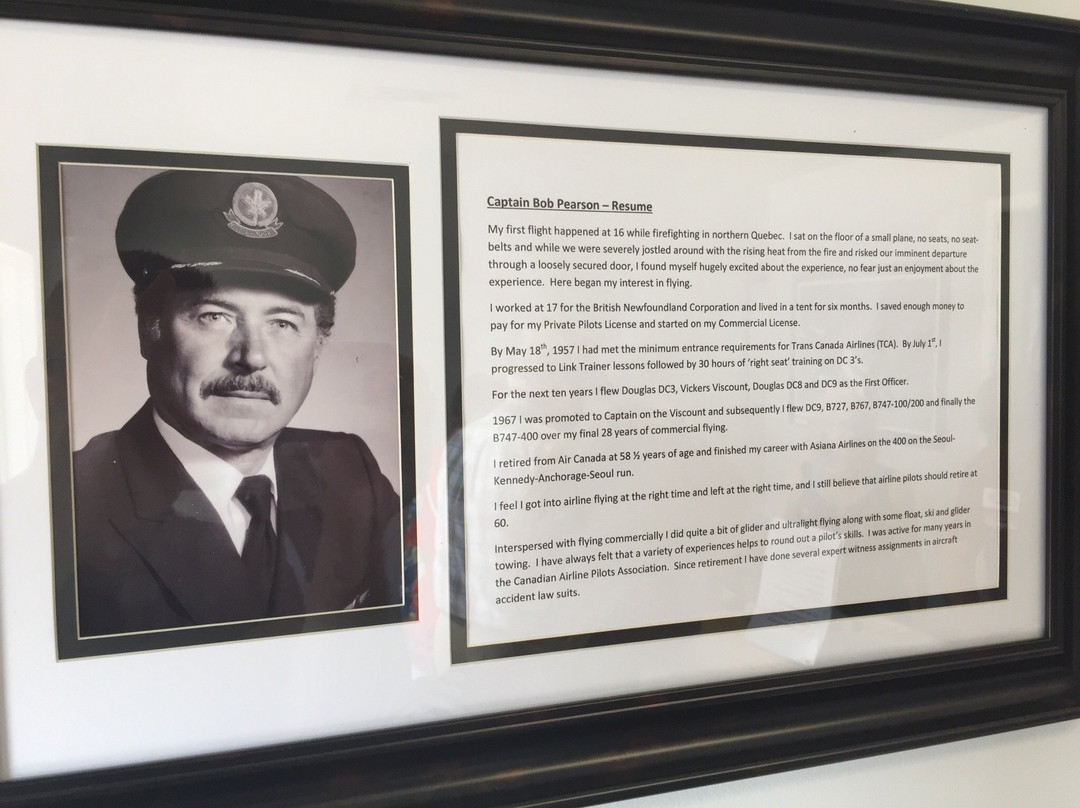 Captain Bob Pearson – Resume
My first flight happened at 16 while firefighting in northern Quebec. I sat on the floor of a small plane, no seats, no seat-
belts and while we were severely jostled around with the rising heat from the fire and risked our imminent departure
through a loosely secured door, I found myself hugely excited about the experience, no fear just an enjoyment about the
experience. Here began my interest in flying.
I worked at 17 for the British Newfoundland Corporation and lived in a tent for six months. I saved enough money to
pay for my Private Pilots License and started on my Commercial License.
By May 18th, 1957 I had met the minimum entrance requirements for Trans Canada Airlines (TCA). By July 1st, I
progressed to Link Trainer lessons followed by 30 hours of 'right seat' training on DC 3's.
For the next ten years I flew Douglas DC3, Vickers Viscount, Douglas DC8 and DC9 as the First Officer.
1967 I was promoted to Captain on the Viscount and subsequently I flew DC9, B727, B767, B747-100/200 and finally the
B747-400 over my final 28 years of commercial flying.
I retired from Air Canada at 58 ½ years of age and finished my career with Asiana Airlines on the 400 on the Seoul-
Kennedy-Anchorage-Seoul run.
I feel I got into airline flying at the right time and left at the right time, and I still believe that airline pilots should retire at
60.
Interspersed with flying commercially I did quite a bit of glider and ultralight flying along with some float, ski and glider
towing. I have always felt that a variety of experiences helps to round out a pilot's skills. I was active for many years in
the Canadian Airline Pilots Association. Since retirement I have done several expert witness assignments in aircraft
accident law suits.